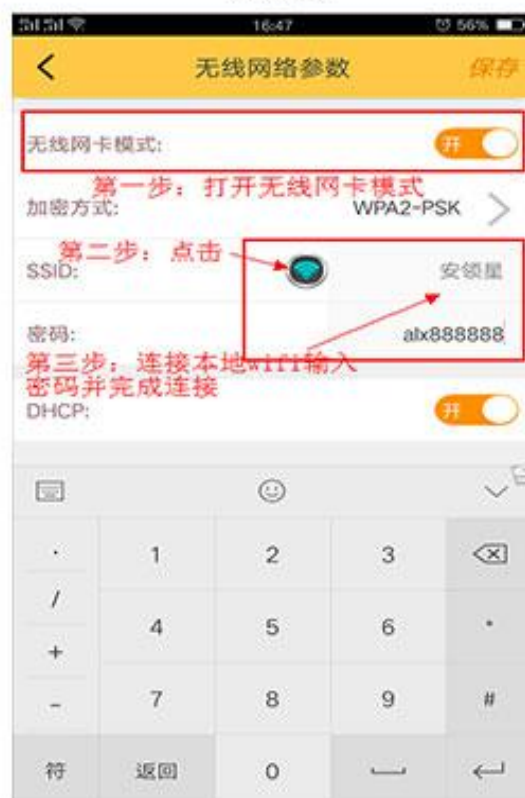 16:47 56%
无线网络参数 保存
无线网卡模式: 开
第一步：打开无线网卡模式
加密方式: WPA2-PSK
第二步：点击
SSID: 安领星
密码: alx888888
第三步：连接本地wifi输入
密码并完成连接
DHCP: 开
· 1 2 3
/
4 5 6 *
+
- 7 8 9 #
符 返回 0